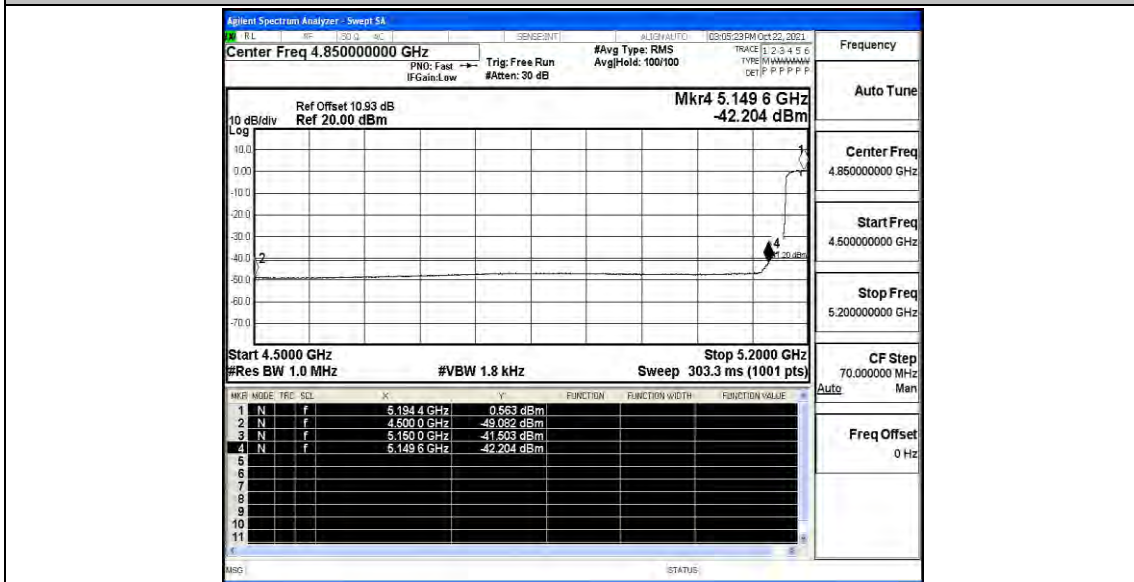 Agilent Spectrum Analyzer - Swept SA
RL RF 50 Ω AC SENSE:INT ALIGNAUTO 03:05:23PM Oct 22, 2021
Center Freq 4.850000000 GHz
PNO: Fast
IFGain:Low
Trig: Free Run
#Atten: 30 dB
#Avg Type: RMS
Avg|Hold: 100/100
TRACE 1 2 3 4 5 6
TYPE MWWWWW
DET P P P P P P
Frequency
Auto Tune
Center Freq
4.850000000 GHz
Start Freq
4.500000000 GHz
Stop Freq
5.200000000 GHz
CF Step
70.000000 MHz
Auto Man
Freq Offset
0 Hz
Ref Offset 10.93 dB
10 dB/div Ref 20.00 dBm
Log
Mkr4 5.149 6 GHz
-42.204 dBm
10.0
0.00
-10.0
-20.0
-30.0
-40.0
-50.0
-60.0
-70.0
1
2
4
Start 4.5000 GHz Stop 5.2000 GHz
#Res BW 1.0 MHz #VBW 1.8 kHz Sweep 303.3 ms (1001 pts)
MKR MODE TRC SCL X Y FUNCTION FUNCTION WIDTH FUNCTION VALUE
1 N f 5.194 4 GHz 0.563 dBm
2 N f 4.500 0 GHz -49.082 dBm
3 N f 5.150 0 GHz -41.503 dBm
4 N f 5.149 6 GHz -42.204 dBm
5
6
7
8
9
10
11
MSG STATUS